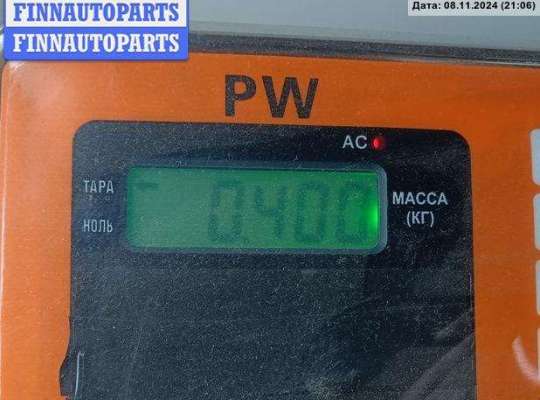 FINNAUTOPARTS
FINNAUTOPARTS
Дата: 08.11.2024 (21:06)
PW
AC
ТАРА
НОЛЬ
0.400
МАССА
(КГ)